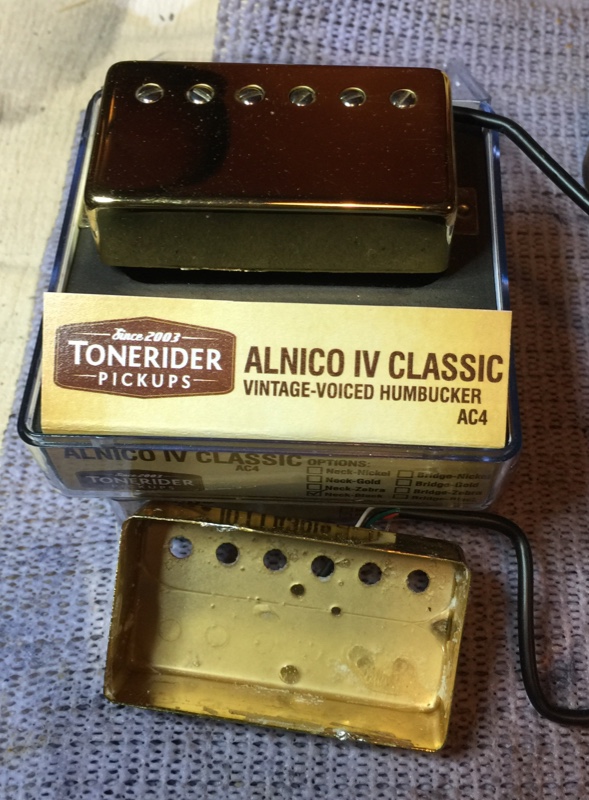 Since 2003
TONERIDER
PICKUPS
ALNICO IV CLASSIC
VINTAGE-VOICED HUMBUCKER
AC4
ALNICO IV CLASSIC
AC4
OPTIONS:
TONERIDER
Neck-Nickel
Neck-Gold
Neck-Zebra
Bridge-Nickel
Bridge-Gold
Bridge-Zebra